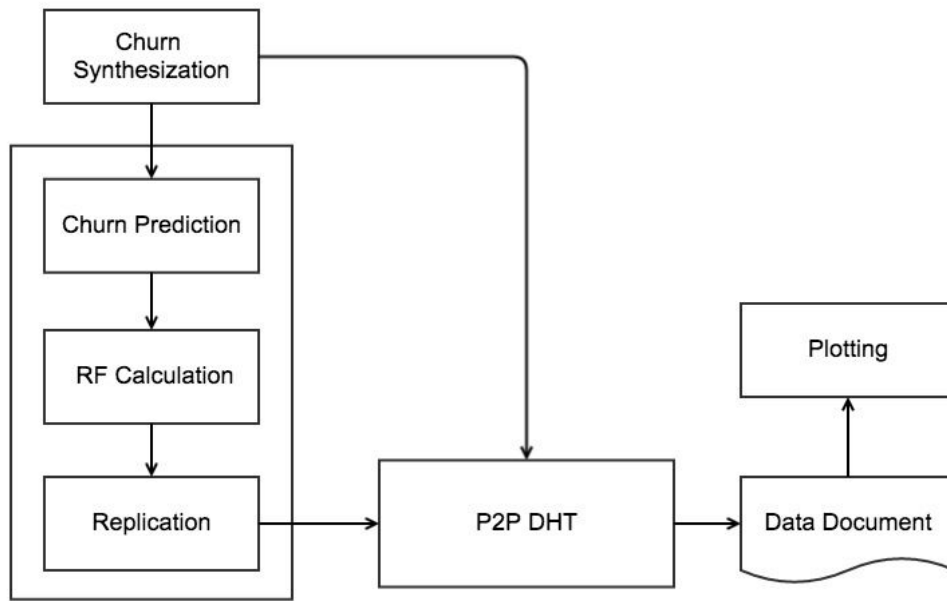 Churn
Synthesization
Churn Prediction
RF Calculation
Plotting
Replication
P2P DHT
Data Document